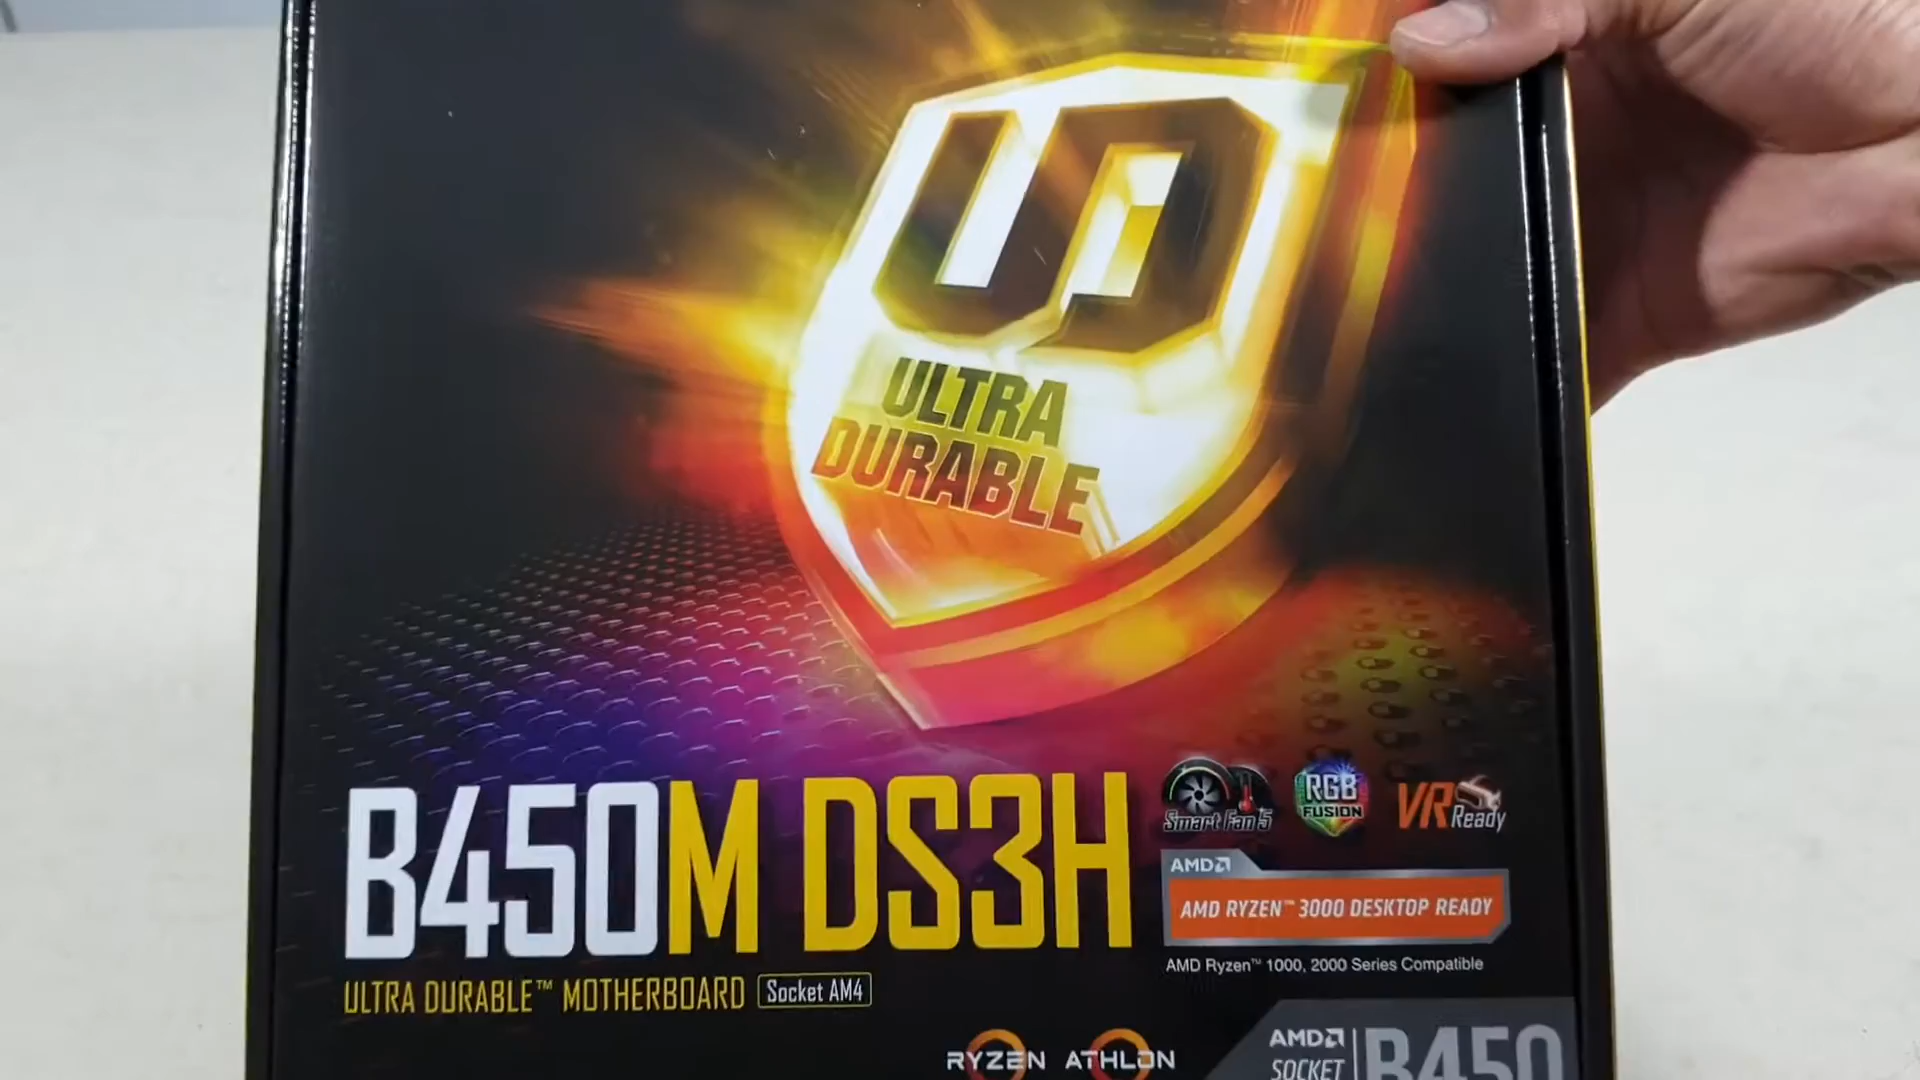 UD
ULTRA
DURABLE
B450M DS3H
Smart Fan 5
RGB
FUSION
VR Ready
AMD
AMD RYZEN™ 3000 DESKTOP READY
AMD Ryzen™ 1000, 2000 Series Compatible
ULTRA DURABLE™ MOTHERBOARD Socket AM4
RYZEN ATHLON
AMD
SOCKET
B450